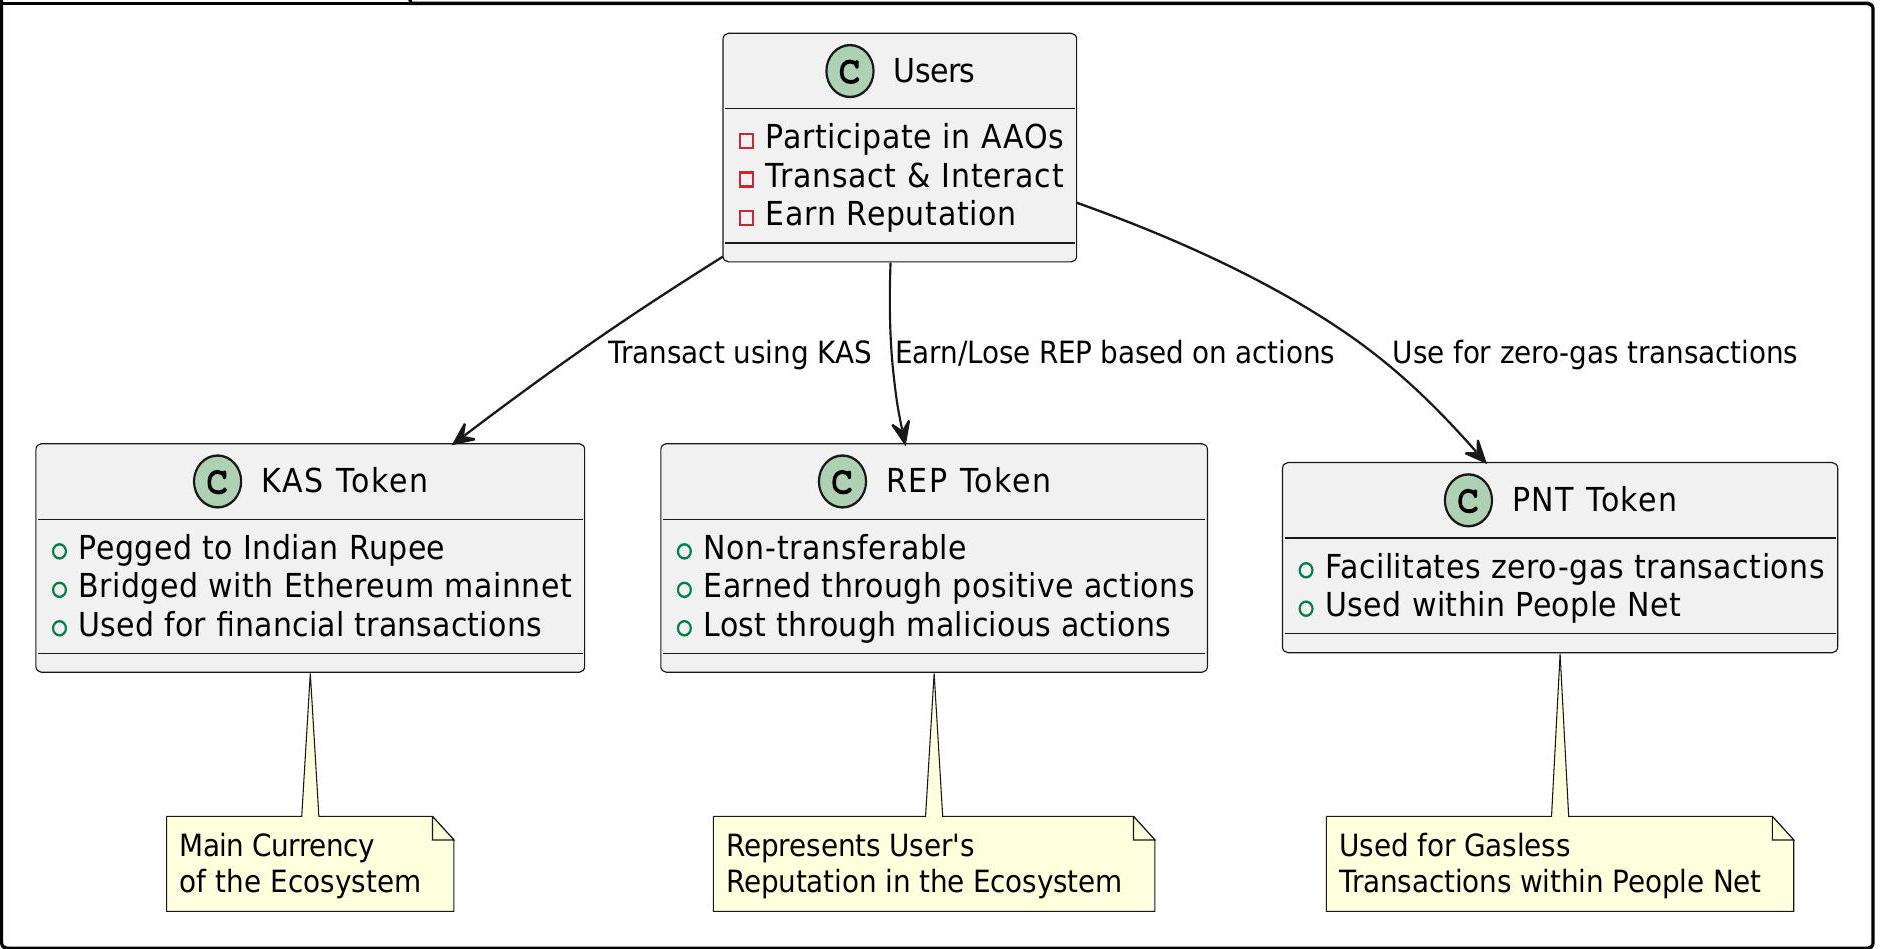 C Users
Participate in AAOs
Transact & Interact
Earn Reputation
Transact using KAS
Earn/Lose REP based on actions
Use for zero-gas transactions
C KAS Token
Pegged to Indian Rupee
Bridged with Ethereum mainnet
Used for financial transactions
C REP Token
Non-transferable
Earned through positive actions
Lost through malicious actions
C PNT Token
Facilitates zero-gas transactions
Used within People Net
Main Currency
of the Ecosystem
Represents User's
Reputation in the Ecosystem
Used for Gasless
Transactions within People Net